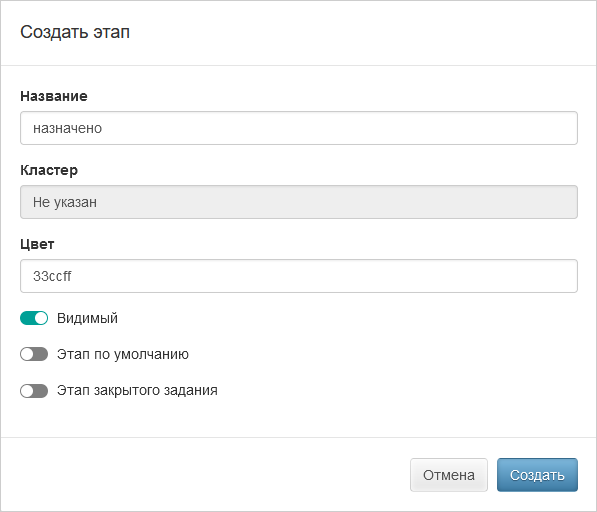 Создать этап
Название
назначено
Кластер
Не указан
Цвет
33ccff
Видимый
Этап по умолчанию
Этап закрытого задания
Отмена Создать